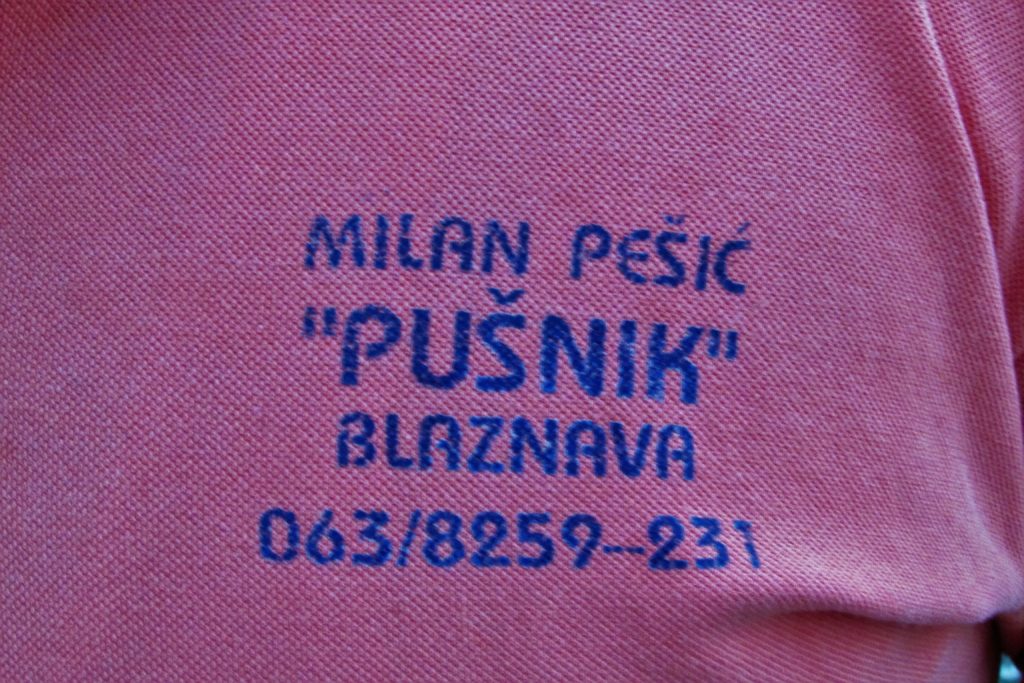 MILAN PEŠIĆ
"PUŠNIK"
BLAZNAVA
063/8259-231